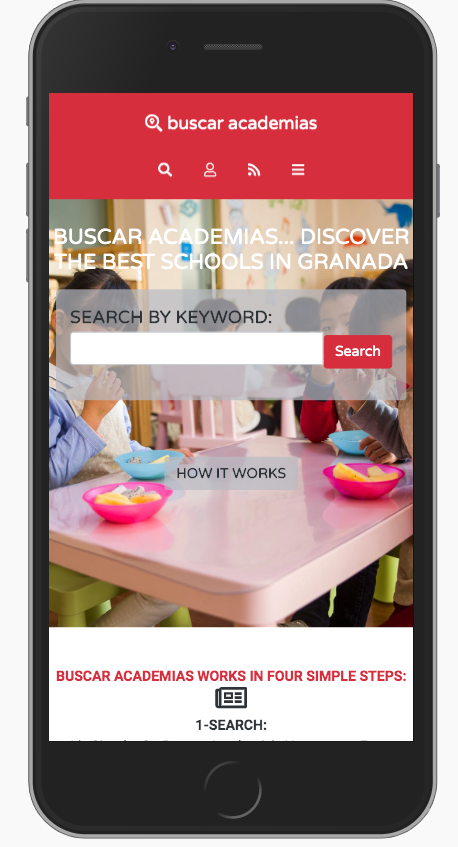 buscar academias
BUSCAR ACADEMIAS... DISCOVER
THE BEST SCHOOLS IN GRANADA
SEARCH BY KEYWORD:
Search
HOW IT WORKS
BUSCAR ACADEMIAS WORKS IN FOUR SIMPLE STEPS:
1-SEARCH: